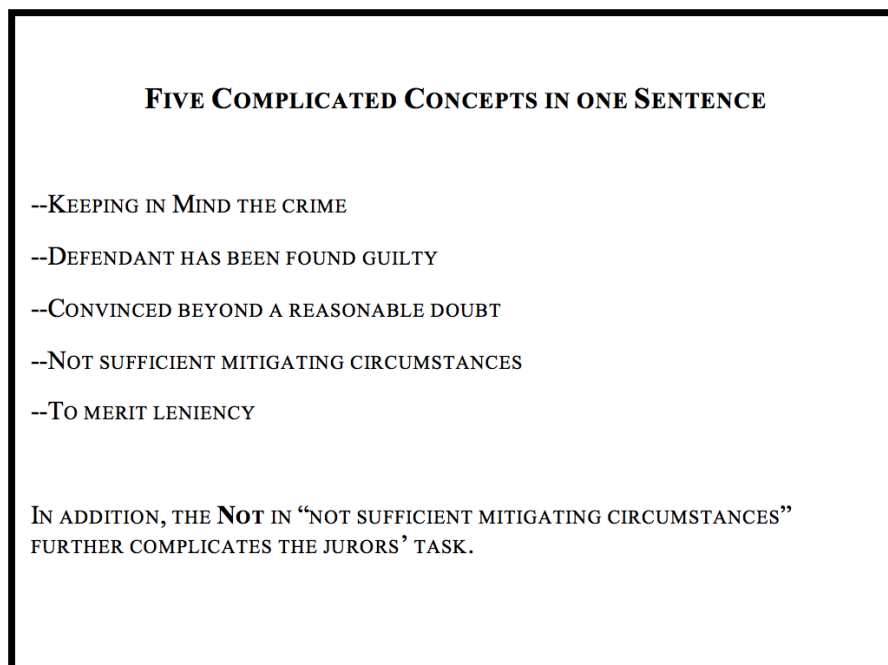 Five Complicated Concepts in one Sentence
--Keeping in Mind the crime
--Defendant has been found guilty
--Convinced beyond a reasonable doubt
--Not sufficient mitigating circumstances
--To merit leniency
In addition, the Not in “not sufficient mitigating circumstances”
further complicates the jurors’ task.